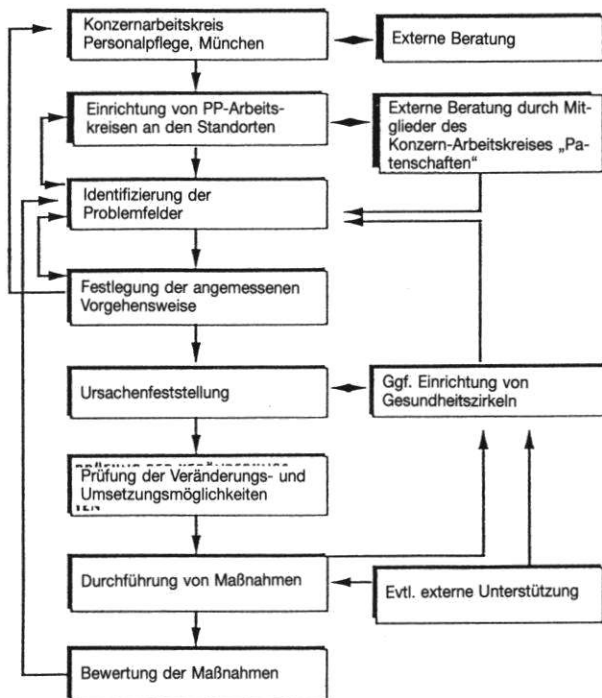 Konzernarbeitskreis
Personalpflege, München
Externe Beratung
Einrichtung von PP-Arbeits-
kreisen an den Standorten
Externe Beratung durch Mit-
glieder des
Konzern-Arbeitskreises „Pa-
tenschaften“
Identifizierung der
Problemfelder
Festlegung der angemessenen
Vorgehensweise
Ursachenfeststellung
Ggf. Einrichtung von
Gesundheitszirkeln
Prüfung der Veränderungs- und
Umsetzungsmöglichkeiten
Durchführung von Maßnahmen
Evtl. externe Unterstützung
Bewertung der Maßnahmen